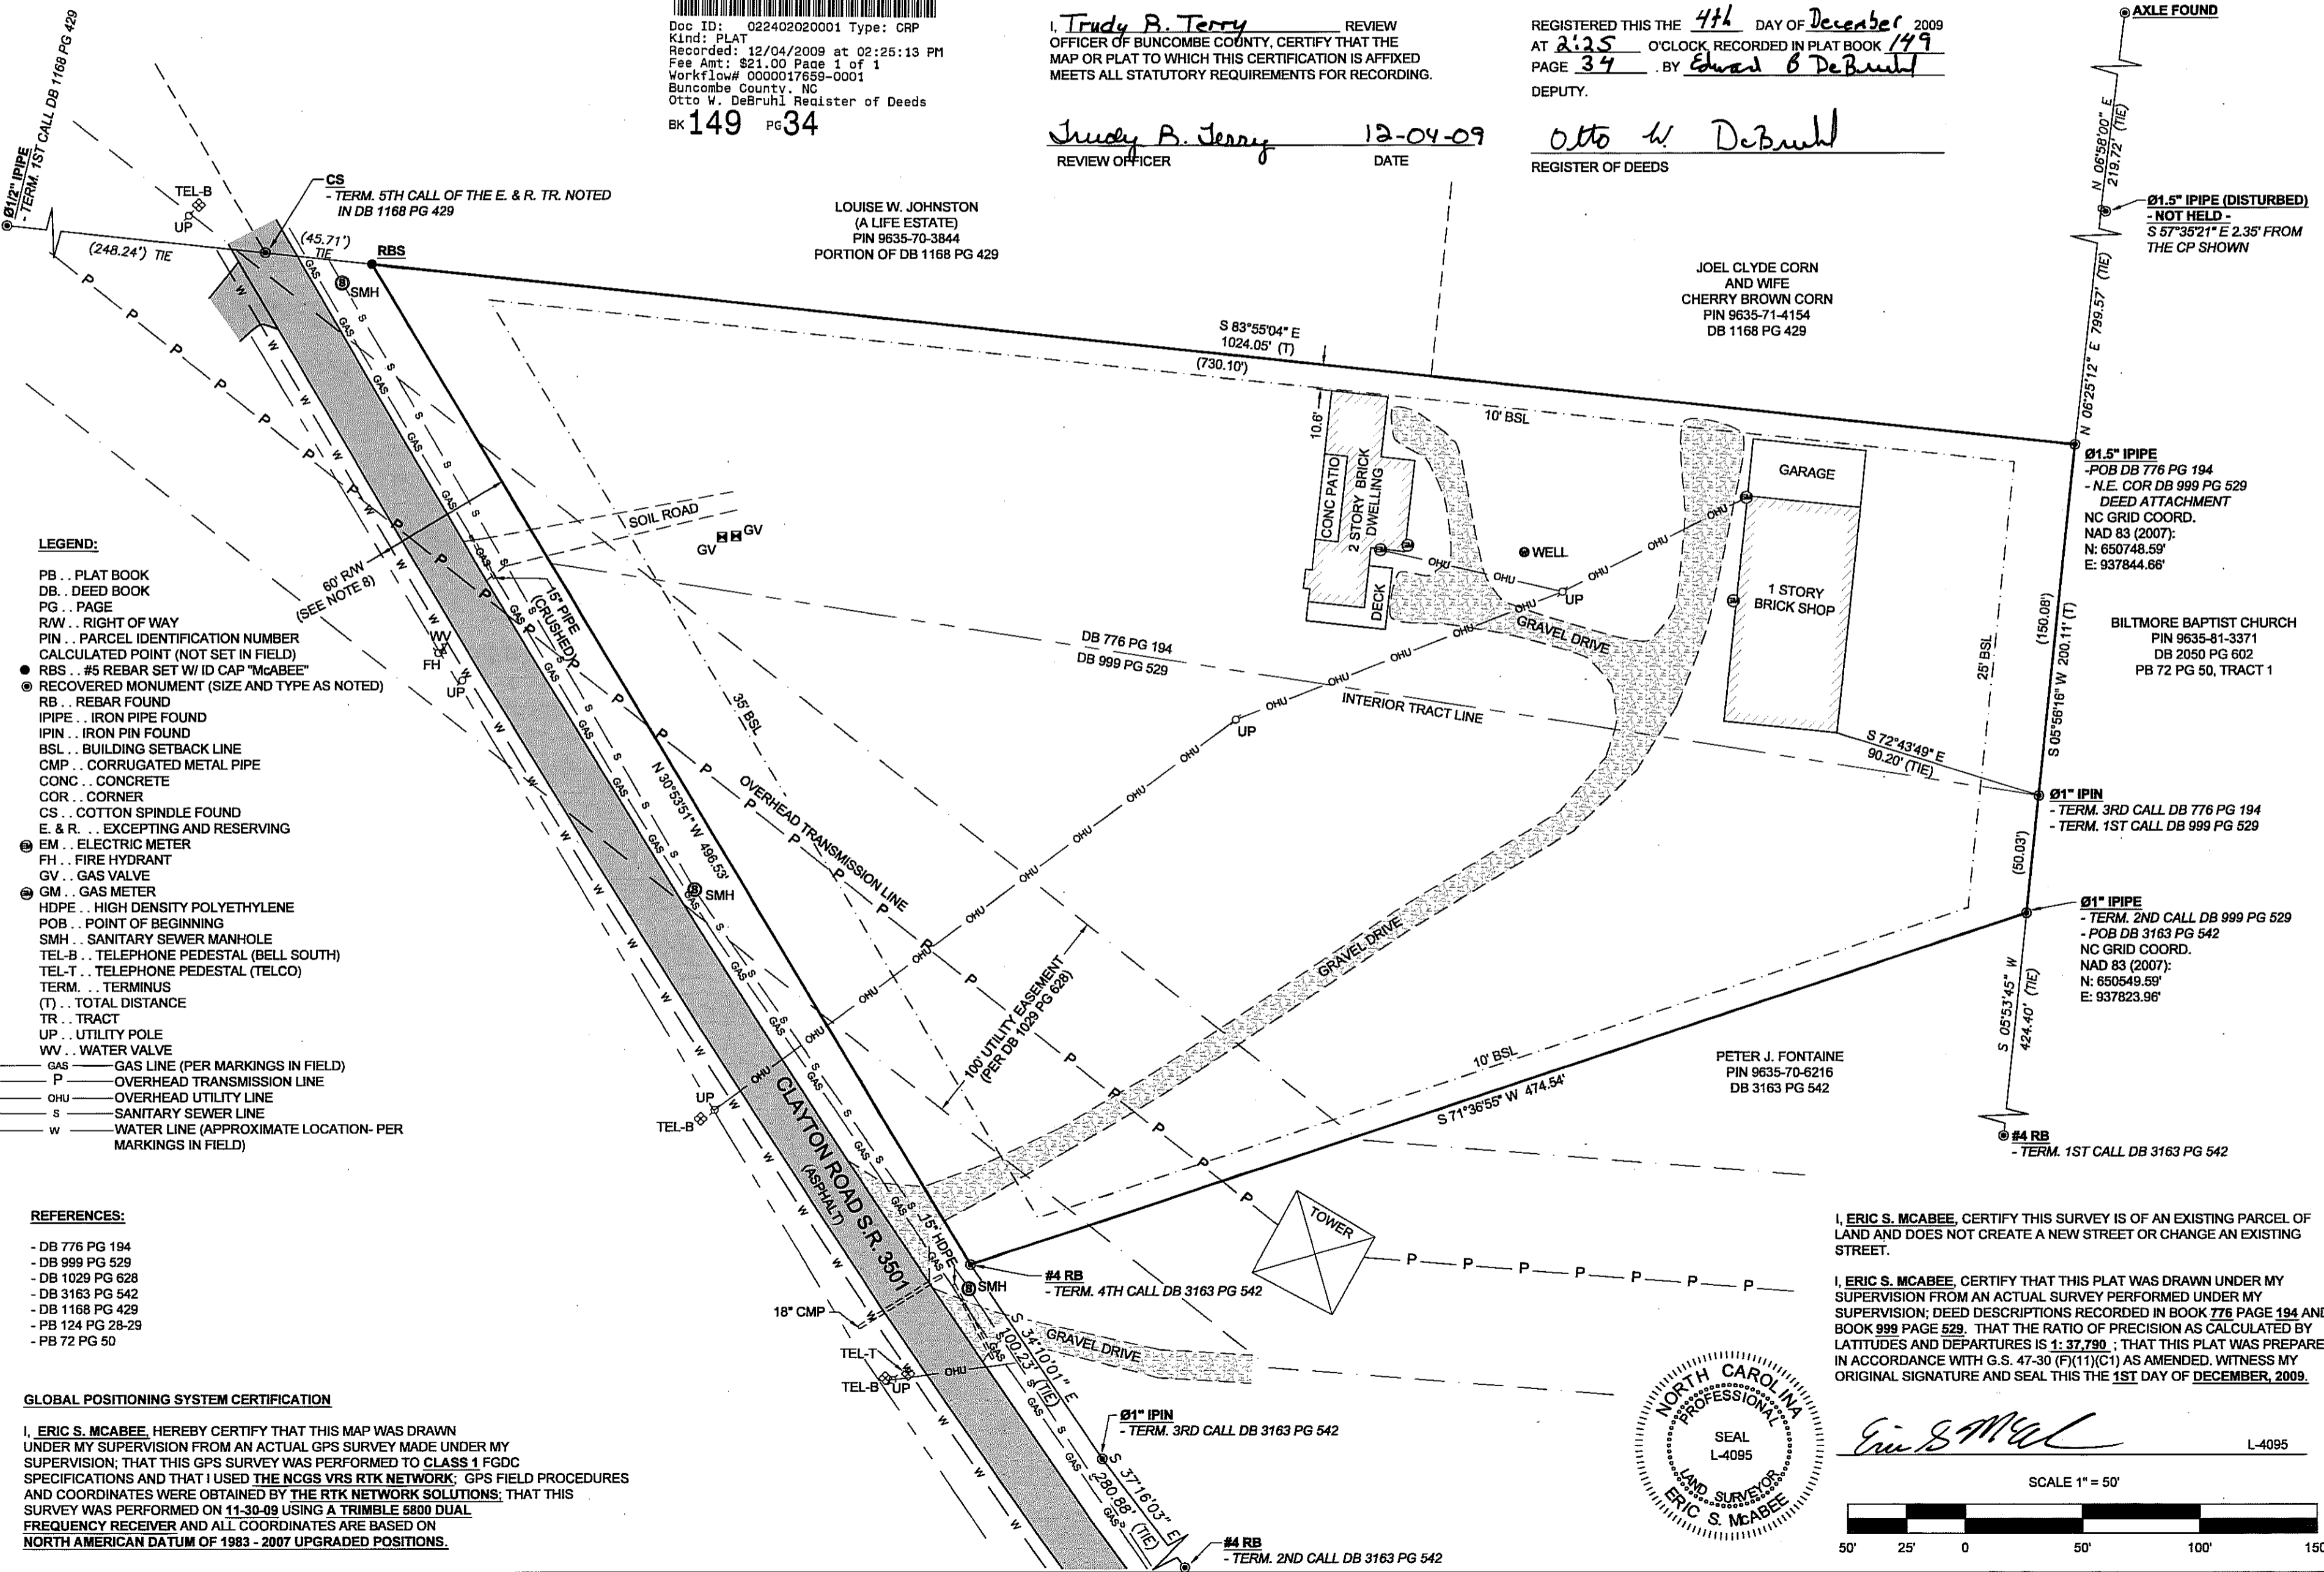 Doc ID: 022402020001 Type: CRP
Kind: PLAT
Recorded: 12/04/2009 at 02:25:13 PM
Fee Amt: $21.00 Page 1 of 1
Workflow# 0000017659-0001
Buncombe County, NC
Otto W. DeBruhl Register of Deeds
BK 149 PG 34
I, Trudy B. Terry REVIEW
OFFICER OF BUNCOMBE COUNTY, CERTIFY THAT THE
MAP OR PLAT TO WHICH THIS CERTIFICATION IS AFFIXED
MEETS ALL STATUTORY REQUIREMENTS FOR RECORDING.
Trudy B. Terry 12-04-09
REVIEW OFFICER DATE
REGISTERED THIS THE 4th DAY OF December 2009
AT 2:25 O'CLOCK, RECORDED IN PLAT BOOK 149
PAGE 34 . BY Edward B DeBruhl
DEPUTY.
Otto W. DeBruhl
REGISTER OF DEEDS
AXLE FOUND
N 06°58'00" E
219.72' (TIE)
Ø1.5" IPIPE (DISTURBED)
- NOT HELD -
S 57°35'21" E 2.35' FROM
THE CP SHOWN
N 06°25'12" E 799.57' (TIE)
Ø1/2" IPIPE
- TERM. 1ST CALL DB 1168 PG 429
TEL-B
UP
CS
- TERM. 5TH CALL OF THE E. & R. TR. NOTED
IN DB 1168 PG 429
(248.24') TIE
(45.71')
TIE
RBS
SMH
LOUISE W. JOHNSTON
(A LIFE ESTATE)
PIN 9635-70-3844
PORTION OF DB 1168 PG 429
JOEL CLYDE CORN
AND WIFE
CHERRY BROWN CORN
PIN 9635-71-4154
DB 1168 PG 429
S 83°55'04" E
1024.05' (T)
(730.10')
10.6'
10' BSL
CONC PATIO
2 STORY BRICK
DWELLING
DECK
GARAGE
1 STORY
BRICK SHOP
WELL
UP
GRAVEL DRIVE
Ø1.5" IPIPE
-POB DB 776 PG 194
- N.E. COR DB 999 PG 529
DEED ATTACHMENT
NC GRID COORD.
NAD 83 (2007):
N: 650748.59'
E: 937844.66'
(150.08')
S 05°56'16" W 200.11' (T)
25' BSL
BILTMORE BAPTIST CHURCH
PIN 9635-81-3371
DB 2050 PG 602
PB 72 PG 50, TRACT 1
SOIL ROAD
GV
GV
60' R/W
(SEE NOTE 8)
15" PIPE
(CRUSHED)
WV
FH
UP
35' BSL
DB 776 PG 194
DB 999 PG 529
INTERIOR TRACT LINE
UP
S 72°43'49" E
90.20' (TIE)
Ø1" IPIN
- TERM. 3RD CALL DB 776 PG 194
- TERM. 1ST CALL DB 999 PG 529
(50.03')
Ø1" IPIPE
- TERM. 2ND CALL DB 999 PG 529
- POB DB 3163 PG 542
NC GRID COORD.
NAD 83 (2007):
N: 650549.59'
E: 937823.96'
S 05°53'45" W
424.40' (TIE)
#4 RB
- TERM. 1ST CALL DB 3163 PG 542
N 30°53'51" W 496.53'
OVERHEAD TRANSMISSION LINE
SMH
100' UTILITY EASEMENT
(PER DB 1029 PG 628)
GRAVEL DRIVE
10' BSL
S 71°36'55" W 474.54'
PETER J. FONTAINE
PIN 9635-70-6216
DB 3163 PG 542
UP
TEL-B
CLAYTON ROAD S.R. 3501
(ASPHALT)
15" HDPE
TOWER
#4 RB
- TERM. 4TH CALL DB 3163 PG 542
SMH
18" CMP
TEL-T
TEL-B
UP
S 34°10'01" E
100.23' (TIE)
GRAVEL DRIVE
Ø1" IPIN
- TERM. 3RD CALL DB 3163 PG 542
S 37°16'03" E
280.88' (TIE)
#4 RB
- TERM. 2ND CALL DB 3163 PG 542
LEGEND:
PB . . PLAT BOOK
DB. . DEED BOOK
PG . . PAGE
R/W . . RIGHT OF WAY
PIN . . PARCEL IDENTIFICATION NUMBER
CALCULATED POINT (NOT SET IN FIELD)
RBS . . #5 REBAR SET W/ ID CAP "McABEE"
RECOVERED MONUMENT (SIZE AND TYPE AS NOTED)
RB . . REBAR FOUND
IPIPE . . IRON PIPE FOUND
IPIN . . IRON PIN FOUND
BSL . . BUILDING SETBACK LINE
CMP . . CORRUGATED METAL PIPE
CONC . . CONCRETE
COR . . CORNER
CS . . COTTON SPINDLE FOUND
E. & R. . . EXCEPTING AND RESERVING
EM . . ELECTRIC METER
FH . . FIRE HYDRANT
GV . . GAS VALVE
GM . . GAS METER
HDPE . . HIGH DENSITY POLYETHYLENE
POB . . POINT OF BEGINNING
SMH . . SANITARY SEWER MANHOLE
TEL-B . . TELEPHONE PEDESTAL (BELL SOUTH)
TEL-T . . TELEPHONE PEDESTAL (TELCO)
TERM. . . TERMINUS
(T) . . TOTAL DISTANCE
TR . . TRACT
UP . . UTILITY POLE
WV . . WATER VALVE
GAS GAS LINE (PER MARKINGS IN FIELD)
P OVERHEAD TRANSMISSION LINE
OHU OVERHEAD UTILITY LINE
S SANITARY SEWER LINE
W WATER LINE (APPROXIMATE LOCATION- PER
MARKINGS IN FIELD)
REFERENCES:
- DB 776 PG 194
- DB 999 PG 529
- DB 1029 PG 628
- DB 3163 PG 542
- DB 1168 PG 429
- PB 124 PG 28-29
- PB 72 PG 50
GLOBAL POSITIONING SYSTEM CERTIFICATION
I, ERIC S. MCABEE, HEREBY CERTIFY THAT THIS MAP WAS DRAWN
UNDER MY SUPERVISION FROM AN ACTUAL GPS SURVEY MADE UNDER MY
SUPERVISION; THAT THIS GPS SURVEY WAS PERFORMED TO CLASS 1 FGDC
SPECIFICATIONS AND THAT I USED THE NCGS VRS RTK NETWORK; GPS FIELD PROCEDURES
AND COORDINATES WERE OBTAINED BY THE RTK NETWORK SOLUTIONS; THAT THIS
SURVEY WAS PERFORMED ON 11-30-09 USING A TRIMBLE 5800 DUAL
FREQUENCY RECEIVER AND ALL COORDINATES ARE BASED ON
NORTH AMERICAN DATUM OF 1983 - 2007 UPGRADED POSITIONS.
I, ERIC S. MCABEE, CERTIFY THIS SURVEY IS OF AN EXISTING PARCEL OF
LAND AND DOES NOT CREATE A NEW STREET OR CHANGE AN EXISTING
STREET.
I, ERIC S. MCABEE, CERTIFY THAT THIS PLAT WAS DRAWN UNDER MY
SUPERVISION FROM AN ACTUAL SURVEY PERFORMED UNDER MY
SUPERVISION; DEED DESCRIPTIONS RECORDED IN BOOK 776 PAGE 194 AND
BOOK 999 PAGE 529. THAT THE RATIO OF PRECISION AS CALCULATED BY
LATITUDES AND DEPARTURES IS 1: 37,790 ; THAT THIS PLAT WAS PREPARE
IN ACCORDANCE WITH G.S. 47-30 (F)(11)(C1) AS AMENDED. WITNESS MY
ORIGINAL SIGNATURE AND SEAL THIS THE 1ST DAY OF DECEMBER, 2009.
NORTH CAROLINA
PROFESSIONAL
SEAL
L-4095
LAND SURVEYOR
ERIC S. McABEE
L-4095
SCALE 1" = 50'
50' 25' 0 50' 100' 150